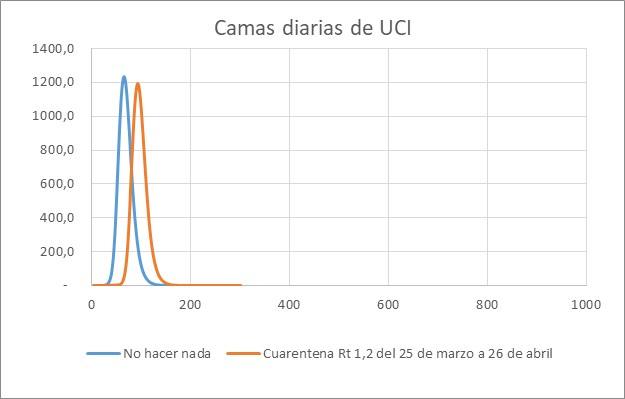 Camas diarias de UCI
1400,0
1200,0
1000,0
800,0
600,0
400,0
200,0
-
0 200 400 600 800 1000
No hacer nada Cuarentena Rt 1,2 del 25 de marzo a 26 de abril